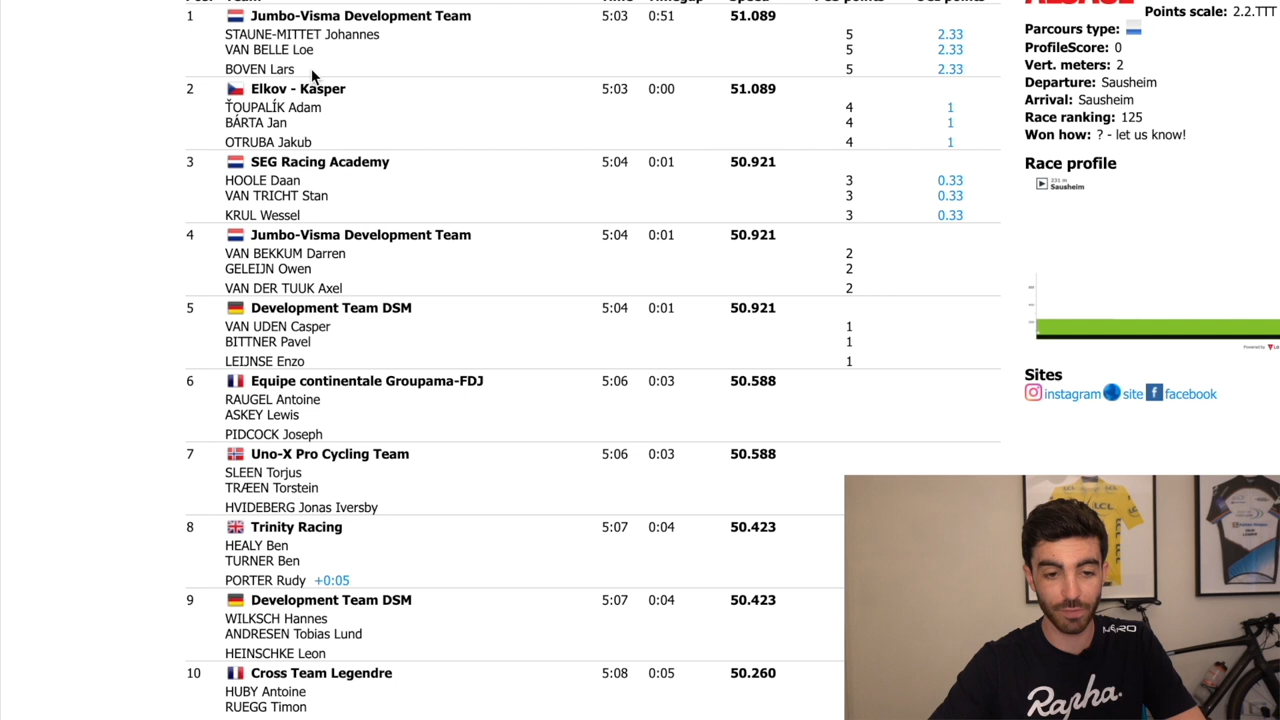 1 Jumbo-Visma Development Team 5:03 0:51 51.089
STAUNE-MITTET Johannes 5 2.33
VAN BELLE Loe 5 2.33
BOVEN Lars 5 2.33
2 Elkov - Kasper 5:03 0:00 51.089
ŤOUPALÍK Adam 4 1
BÁRTA Jan 4 1
OTRUBA Jakub 4 1
3 SEG Racing Academy 5:04 0:01 50.921
HOOLE Daan 3 0.33
VAN TRICHT Stan 3 0.33
KRUL Wessel 3 0.33
4 Jumbo-Visma Development Team 5:04 0:01 50.921
VAN BEKKUM Darren 2
GELEIJN Owen 2
VAN DER TUUK Axel 2
5 Development Team DSM 5:04 0:01 50.921
VAN UDEN Casper 1
BITTNER Pavel 1
LEIJNSE Enzo 1
6 Equipe continentale Groupama-FDJ 5:06 0:03 50.588
RAUGEL Antoine
ASKEY Lewis
PIDCOCK Joseph
7 Uno-X Pro Cycling Team 5:06 0:03 50.588
SLEEN Torjus
TRÆEN Torstein
HVIDEBERG Jonas Iversby
8 Trinity Racing 5:07 0:04 50.423
HEALY Ben
TURNER Ben
PORTER Rudy +0:05
9 Development Team DSM 5:07 0:04 50.423
WILKSCH Hannes
ANDRESEN Tobias Lund
HEINSCHKE Leon
10 Cross Team Legendre 5:08 0:05 50.260
HUBY Antoine
RUEGG Timon
Points scale: 2.2.TTT
Parcours type:
ProfileScore: 0
Vert. meters: 2
Departure: Sausheim
Arrival: Sausheim
Race ranking: 125
Won how: ? - let us know!
Race profile
231 m
Sausheim
Powered by
Sites
instagram site facebook
LCL
LCL
NERO
Rapha.